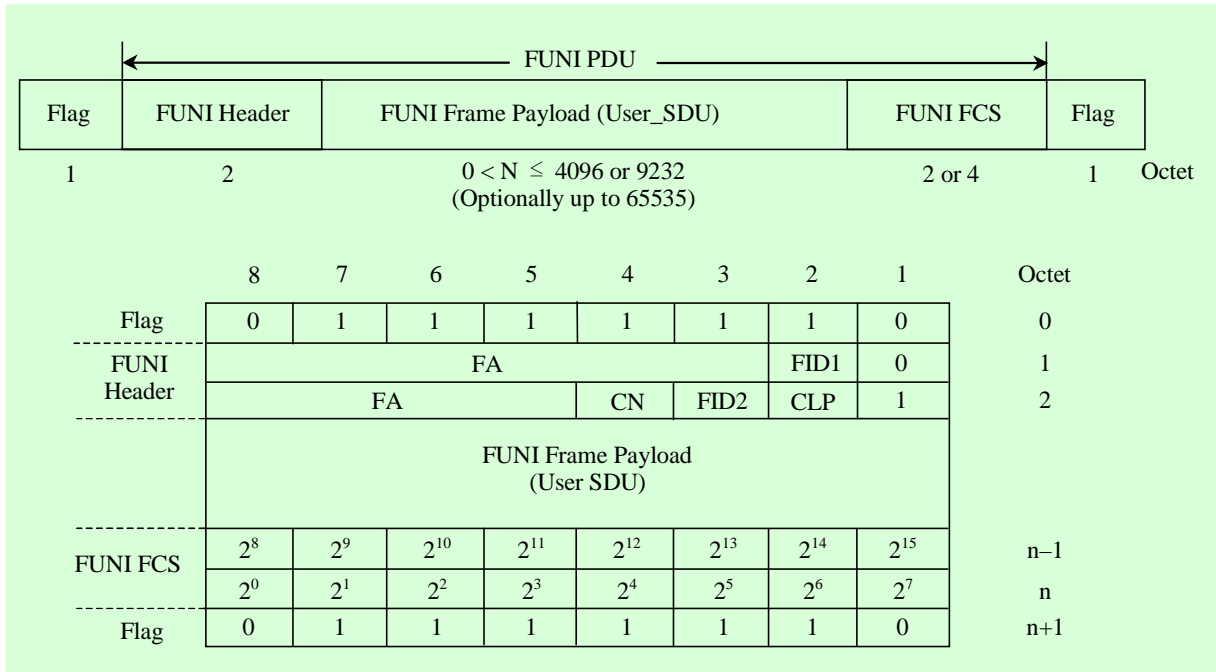 FUNI PDU
Flag FUNI Header FUNI Frame Payload (User_SDU) FUNI FCS Flag
1 2 0 < N ≤ 4096 or 9232 2 or 4 1 Octet
(Optionally up to 65535)
8 7 6 5 4 3 2 1 Octet
Flag 0 1 1 1 1 1 1 0 0
FUNI Header FA FID1 0 1
FA CN FID2 CLP 1 2
FUNI Frame Payload
(User SDU)
FUNI FCS 2⁸ 2⁹ 2¹⁰ 2¹¹ 2¹² 2¹³ 2¹⁴ 2¹⁵ n–1
2⁰ 2¹ 2² 2³ 2⁴ 2⁵ 2⁶ 2⁷ n
Flag 0 1 1 1 1 1 1 0 n+1